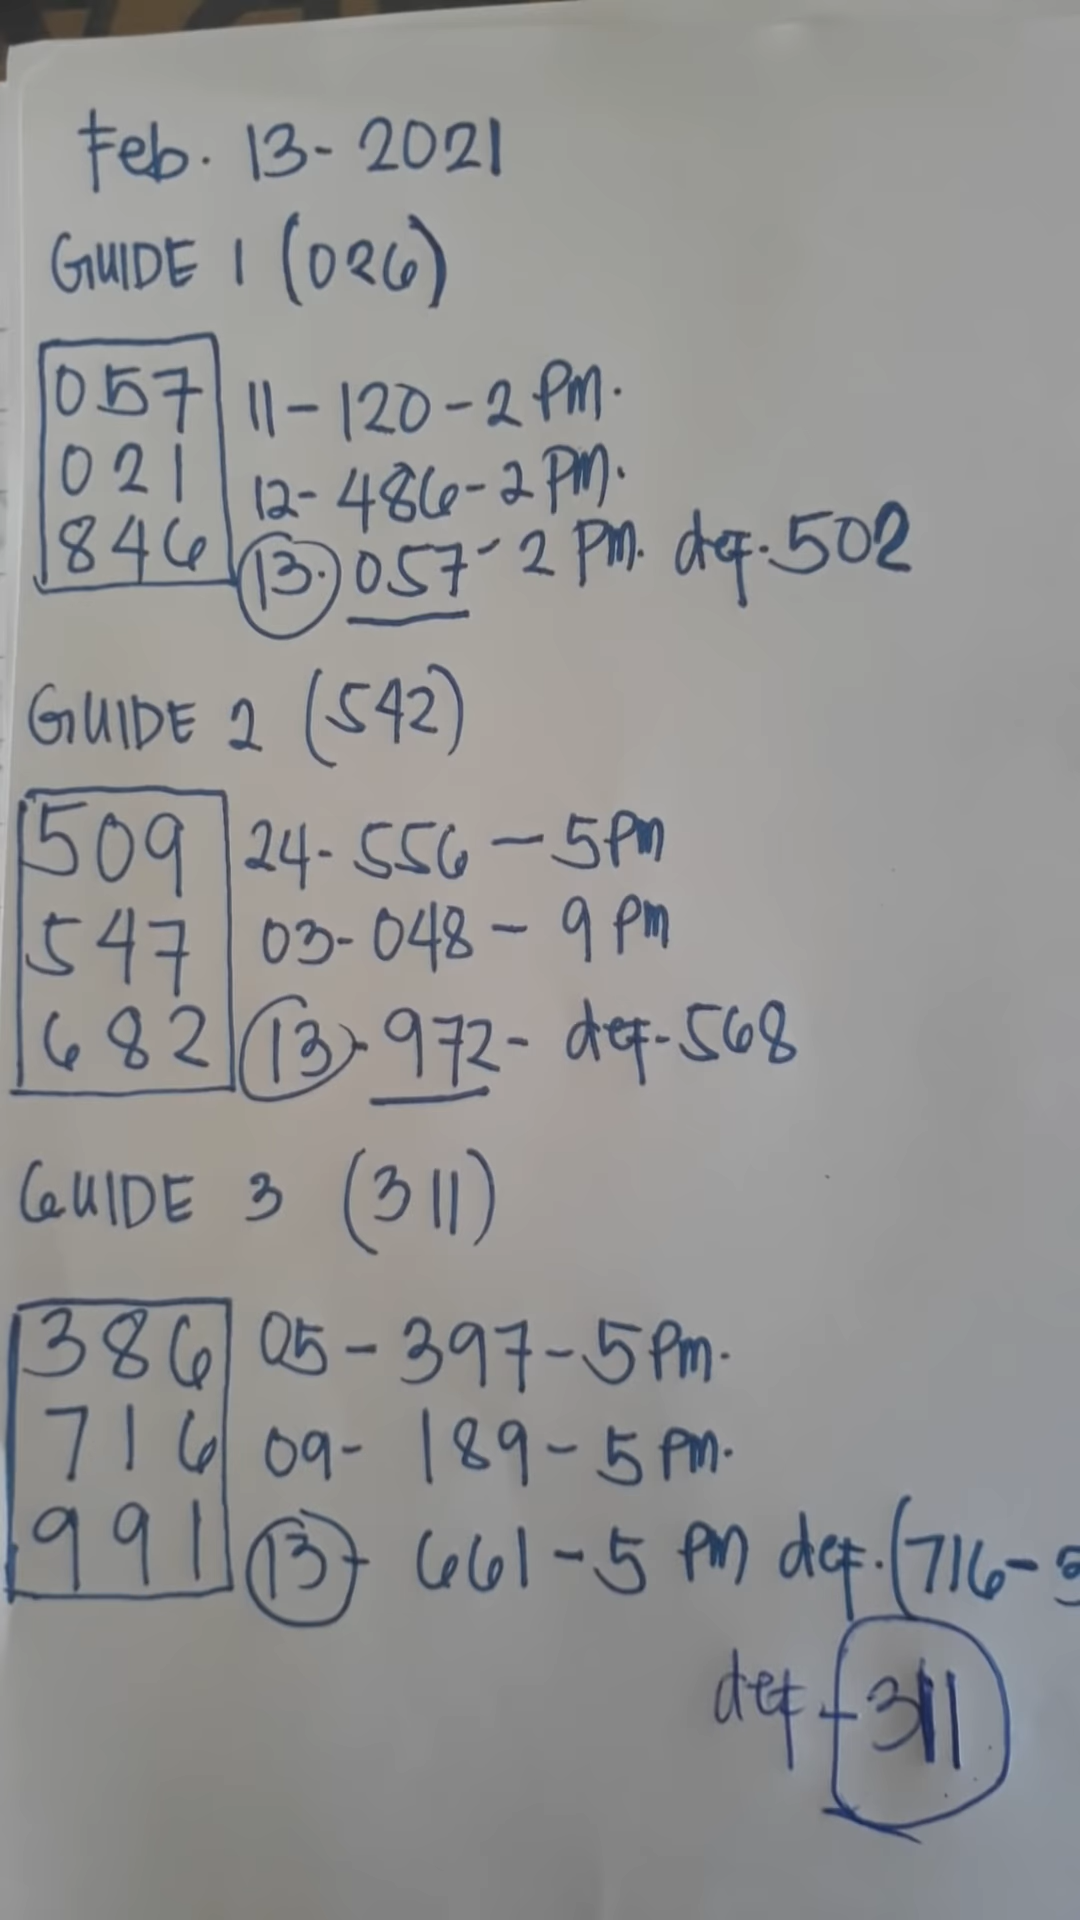 Feb. 13-2021
GUIDE 1 (026)
057 11-120-2 PM.
021 12-486-2 PM.
846 13. 057-2 PM. def. 502
GUIDE 2 (542)
509 24-556-5PM
547 03-048-9 PM
682 13-972-def-568
GUIDE 3 (311)
386 05-397-5PM.
716 09-189-5PM.
991 13-661-5 PM def. (716-
def-311